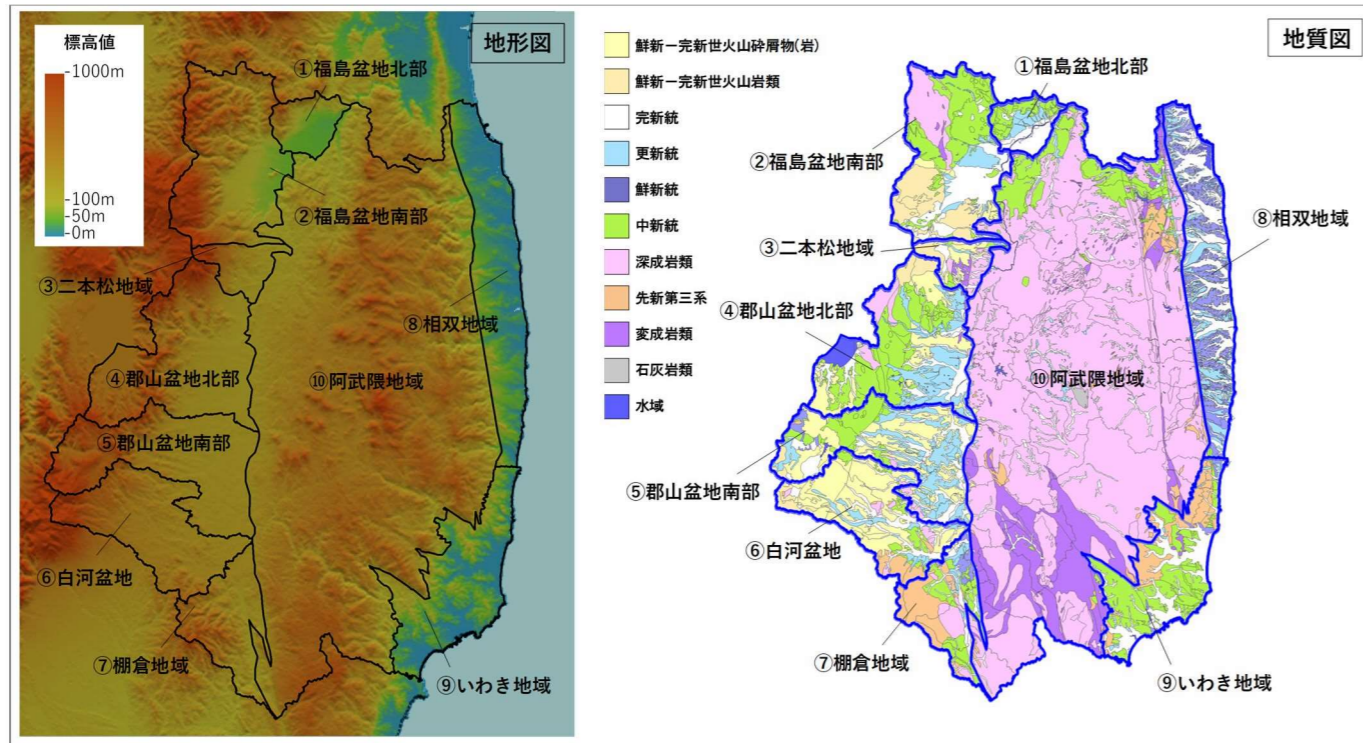 地形図
標高値
-1000m
-100m
-50m
-0m
①福島盆地北部
②福島盆地南部
③二本松地域
⑧相双地域
④郡山盆地北部
⑩阿武隈地域
⑤郡山盆地南部
⑥白河盆地
⑦棚倉地域
⑨いわき地域
地質図
鮮新ー完新世火山砕屑物(岩)
鮮新ー完新世火山岩類
完新統
更新統
鮮新統
中新統
深成岩類
先新第三系
変成岩類
石灰岩類
水域
①福島盆地北部
②福島盆地南部
⑧相双地域
③二本松地域
④郡山盆地北部
⑩阿武隈地域
⑤郡山盆地南部
⑥白河盆地
⑦棚倉地域
⑨いわき地域